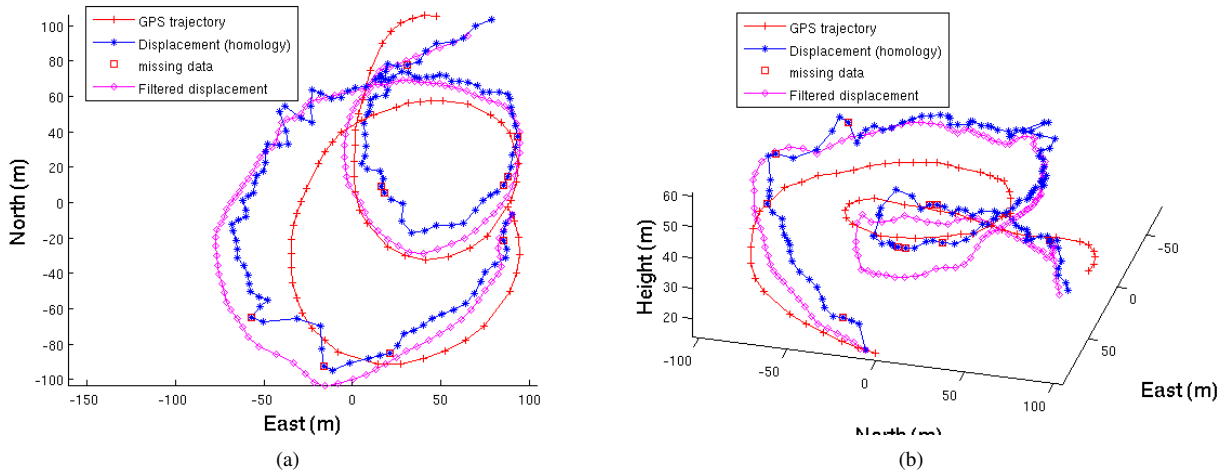 GPS trajectory
Displacement (homology)
missing data
Filtered displacement
100
80
60
40
20
0
-20
-40
-60
-80
-100
North (m)
-150
-100
-50
0
50
100
East (m)
(a)
GPS trajectory
Displacement (homology)
missing data
Filtered displacement
60
50
40
30
20
Height (m)
-100
-50
0
50
100
North (m)
-50
0
50
East (m)
(b)